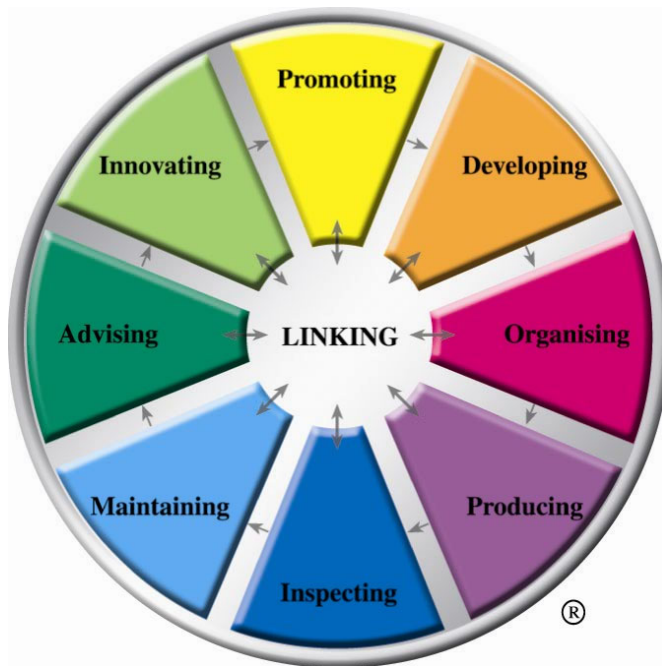 Promoting
Innovating
Developing
Advising
LINKING
Organising
Maintaining
Producing
Inspecting
®